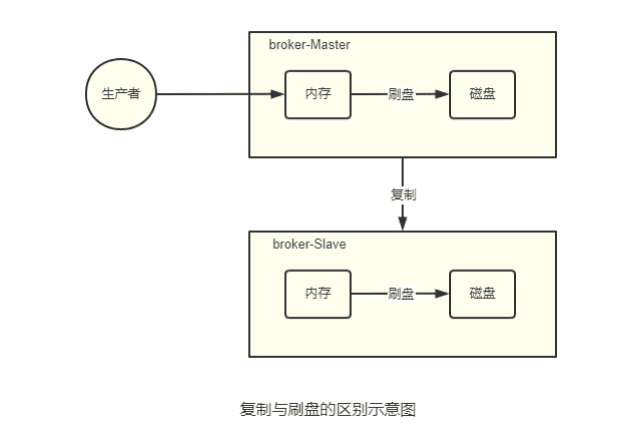 broker-Master
生产者
内存
刷盘
磁盘
复制
broker-Slave
内存
刷盘
磁盘
复制与刷盘的区别示意图